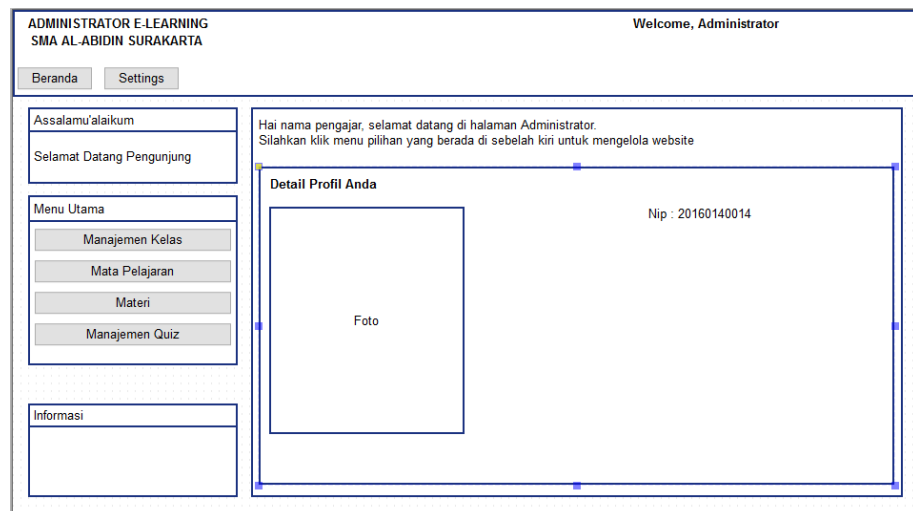 ADMINISTRATOR E-LEARNING
SMA AL-ABIDIN SURAKARTA
Welcome, Administrator
Beranda
Settings
Assalamu'alaikum
Selamat Datang Pengunjung
Menu Utama
Manajemen Kelas
Mata Pelajaran
Materi
Manajemen Quiz
Informasi
Hai nama pengajar, selamat datang di halaman Administrator.
Silahkan klik menu pilihan yang berada di sebelah kiri untuk mengelola website
Detail Profil Anda
Foto
Nip : 20160140014